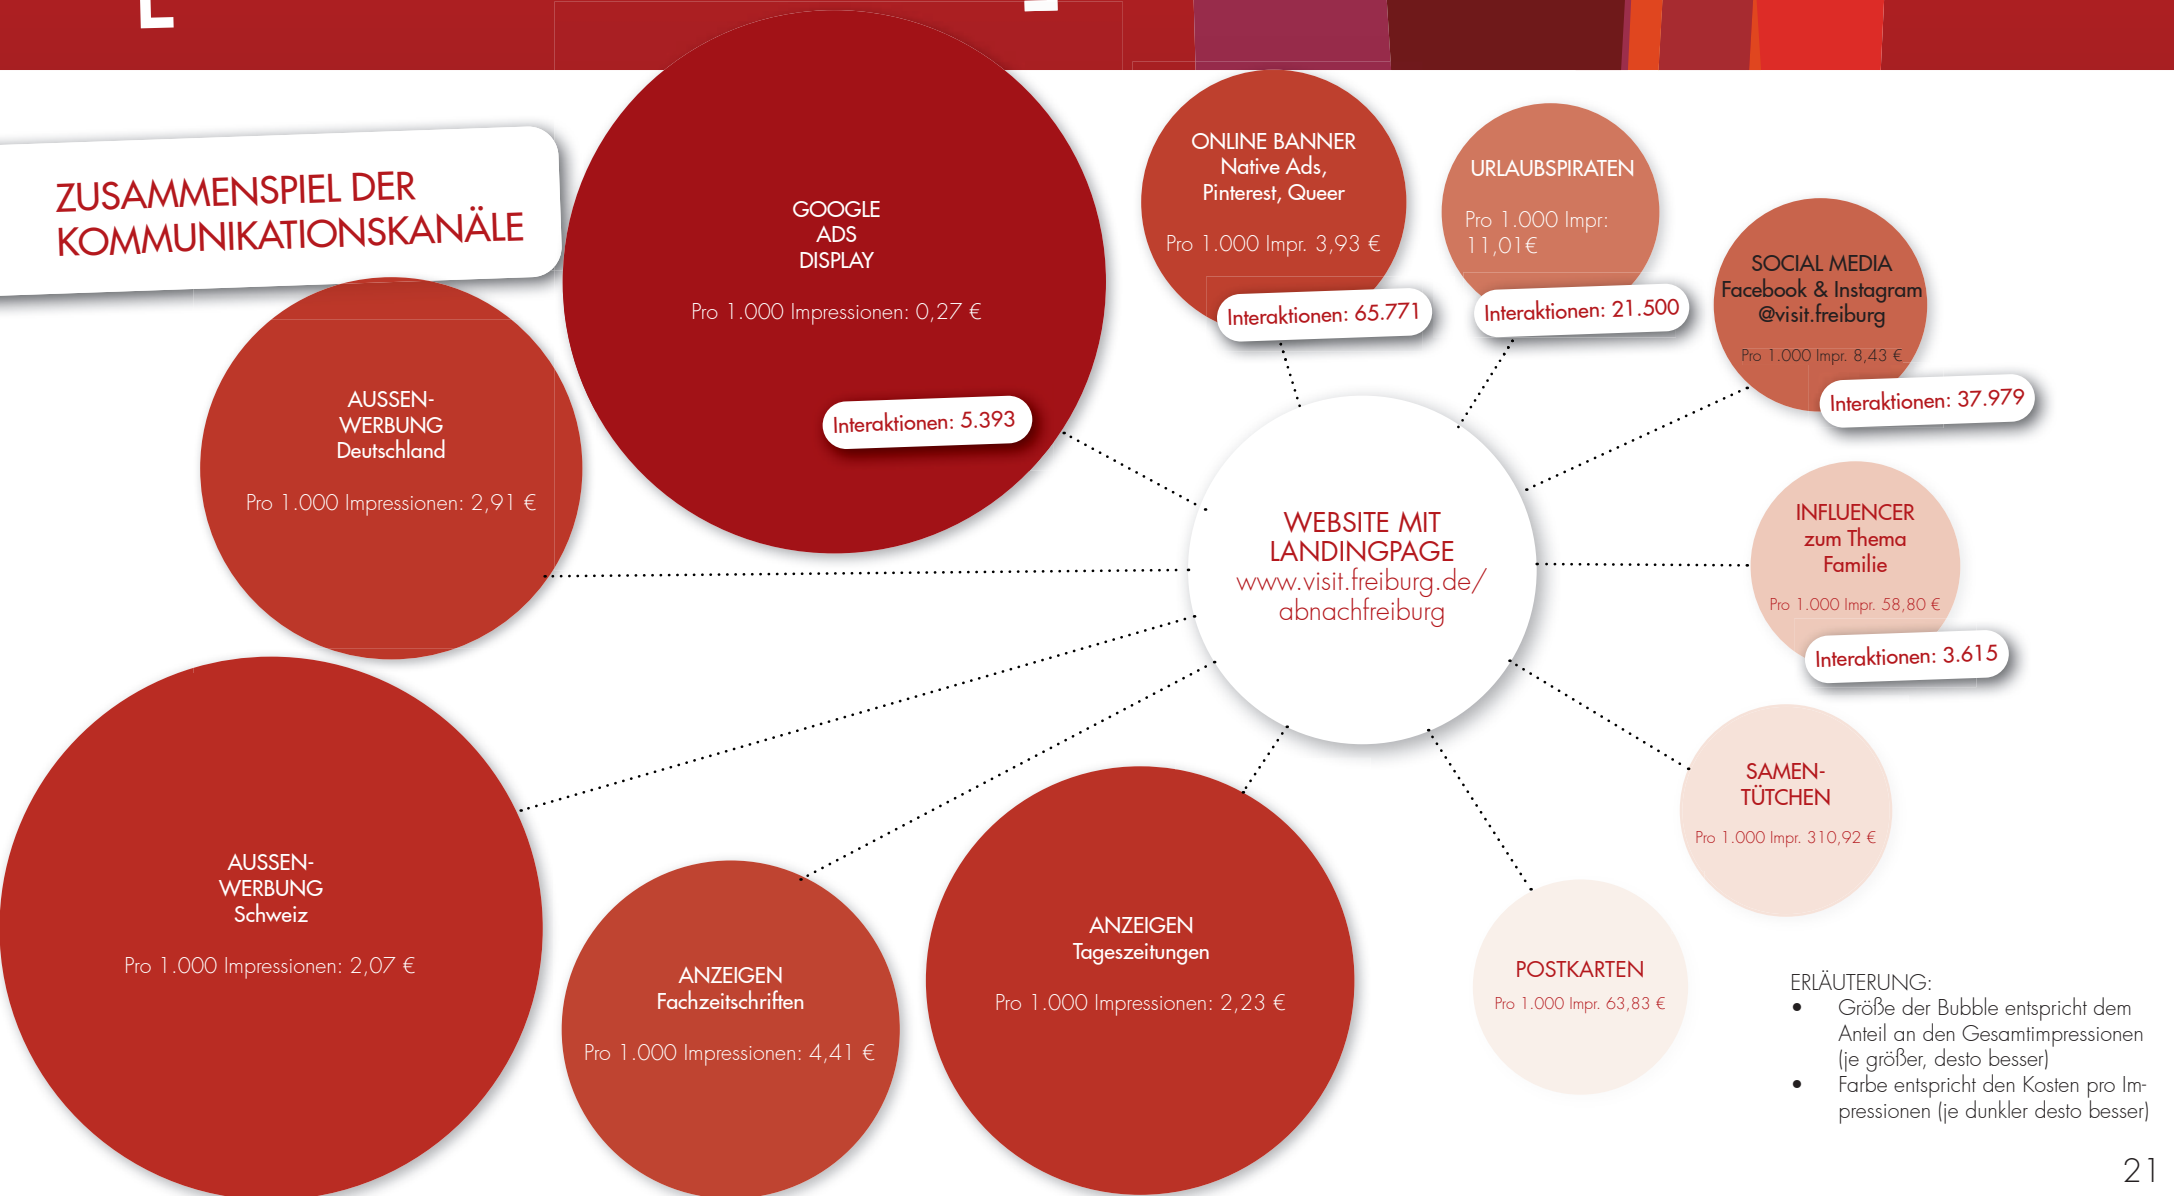 ZUSAMMENSPIEL DER
KOMMUNIKATIONSKANÄLE
GOOGLE
ADS
DISPLAY
Pro 1.000 Impressionen: 0,27 €
Interaktionen: 5.393
ONLINE BANNER
Native Ads,
Pinterest, Queer
Pro 1.000 Impr. 3,93 €
Interaktionen: 65.771
URLAUBSPIRATEN
Pro 1.000 Impr:
11,01€
Interaktionen: 21.500
SOCIAL MEDIA
Facebook & Instagram
@visit.freiburg
Pro 1.000 Impr. 8,43 €
Interaktionen: 37.979
AUSSEN-
WERBUNG
Deutschland
Pro 1.000 Impressionen: 2,91 €
WEBSITE MIT
LANDINGPAGE
www.visit.freiburg.de/
abnachfreiburg
INFLUENCER
zum Thema
Familie
Pro 1.000 Impr. 58,80 €
Interaktionen: 3.615
SAMEN-
TÜTCHEN
Pro 1.000 Impr. 310,92 €
AUSSEN-
WERBUNG
Schweiz
Pro 1.000 Impressionen: 2,07 €
ANZEIGEN
Fachzeitschriften
Pro 1.000 Impressionen: 4,41 €
ANZEIGEN
Tageszeitungen
Pro 1.000 Impressionen: 2,23 €
POSTKARTEN
Pro 1.000 Impr. 63,83 €
ERLÄUTERUNG:
• Größe der Bubble entspricht dem
Anteil an den Gesamtimpressionen
(je größer, desto besser)
• Farbe entspricht den Kosten pro Im-
pressionen (je dunkler desto besser)
21